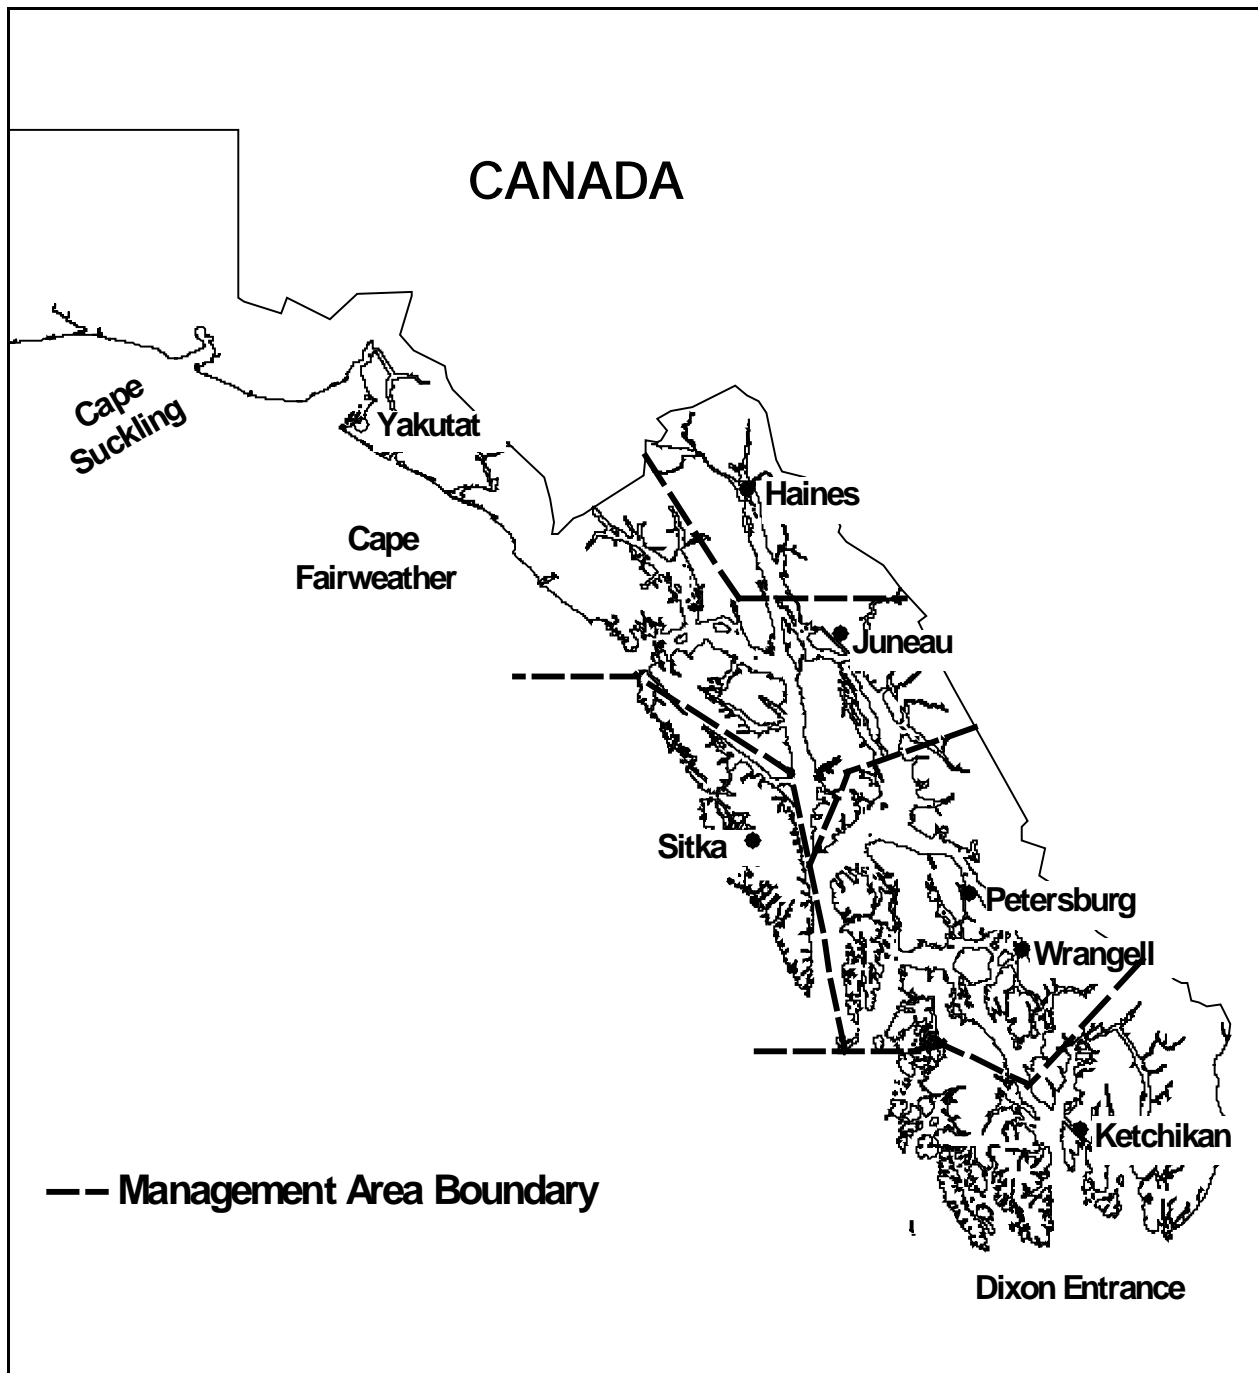 CANADA
Cape
Suckling
Yakutat
Haines
Cape
Fairweather
Juneau
Sitka
Petersburg
Wrangell
Ketchikan
Management Area Boundary
Dixon Entrance